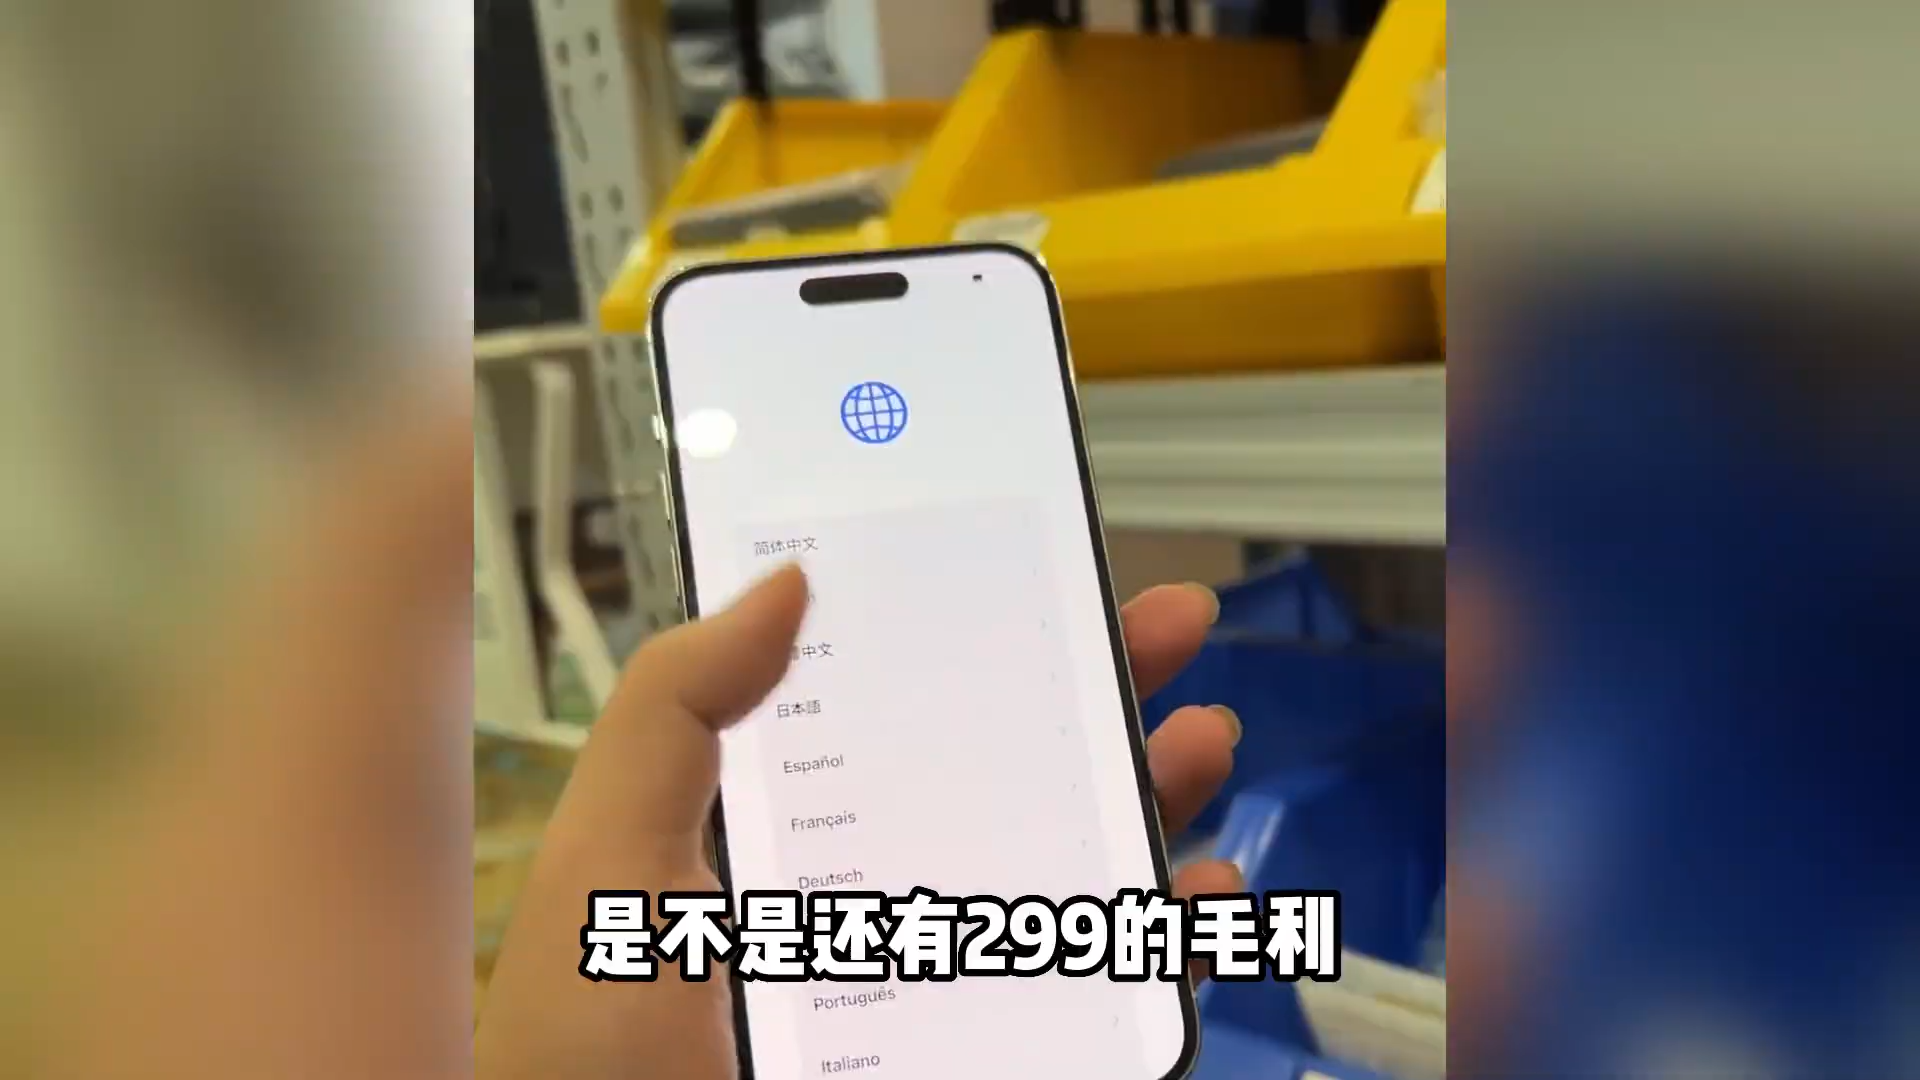 简体中文
中文
日本語
Español
Français
Deutsch
是不是还有299的毛利
Português
Italiano